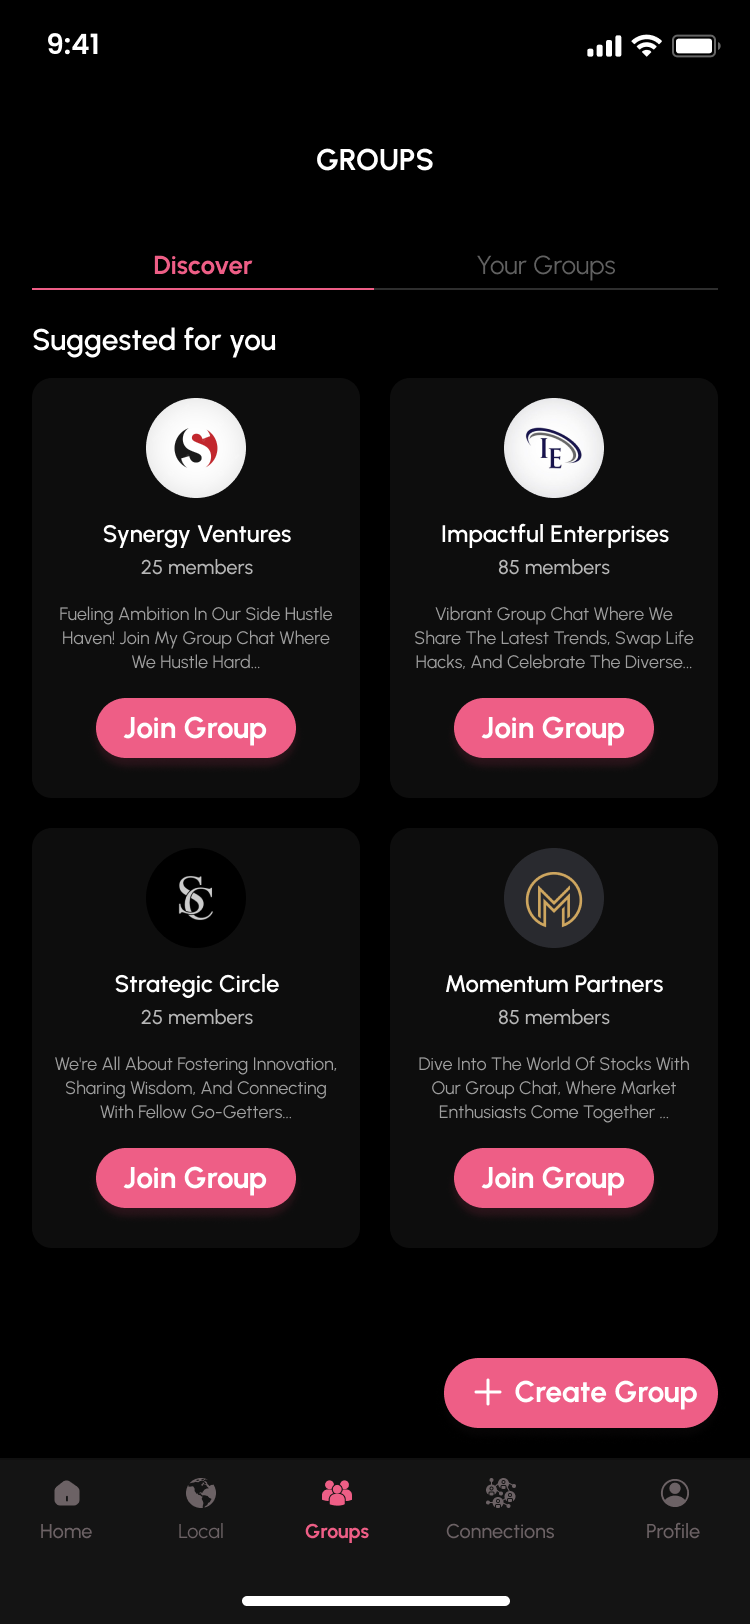 9:41
GROUPS
Discover
Your Groups
Suggested for you
S
Synergy Ventures
25 members
Fueling Ambition In Our Side Hustle
Haven! Join My Group Chat Where
We Hustle Hard...
Join Group
IE
Impactful Enterprises
85 members
Vibrant Group Chat Where We
Share The Latest Trends, Swap Life
Hacks, And Celebrate The Diverse...
Join Group
SC
Strategic Circle
25 members
We're All About Fostering Innovation,
Sharing Wisdom, And Connecting
With Fellow Go-Getters...
Join Group
M
Momentum Partners
85 members
Dive Into The World Of Stocks With
Our Group Chat, Where Market
Enthusiasts Come Together ...
Join Group
+ Create Group
Home
Local
Groups
Connections
Profile